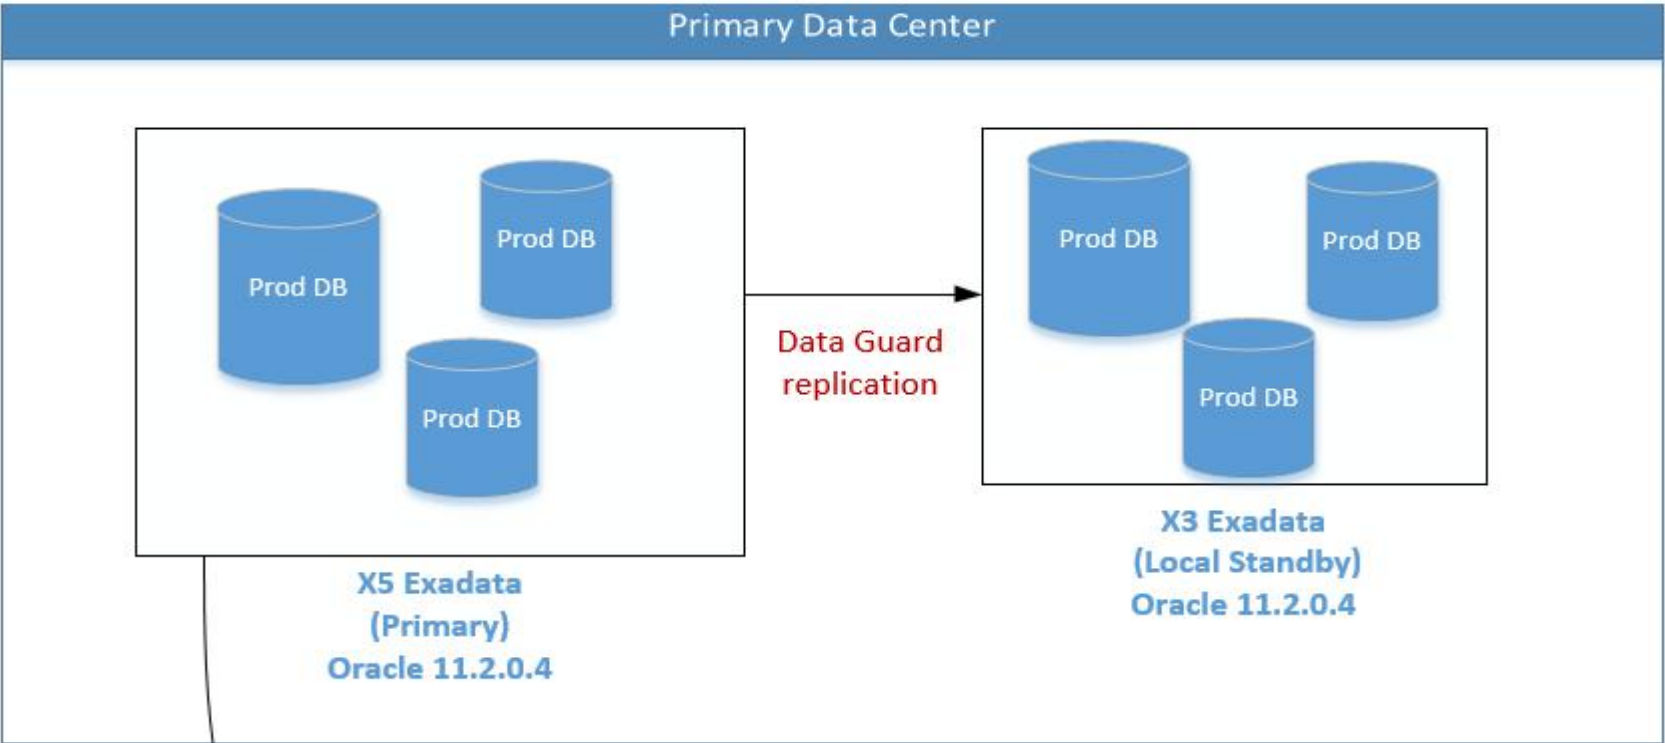 Primary Data Center
Prod DB
Prod DB
Prod DB
X5 Exadata
(Primary)
Oracle 11.2.0.4
Data Guard
replication
Prod DB
Prod DB
Prod DB
X3 Exadata
(Local Standby)
Oracle 11.2.0.4